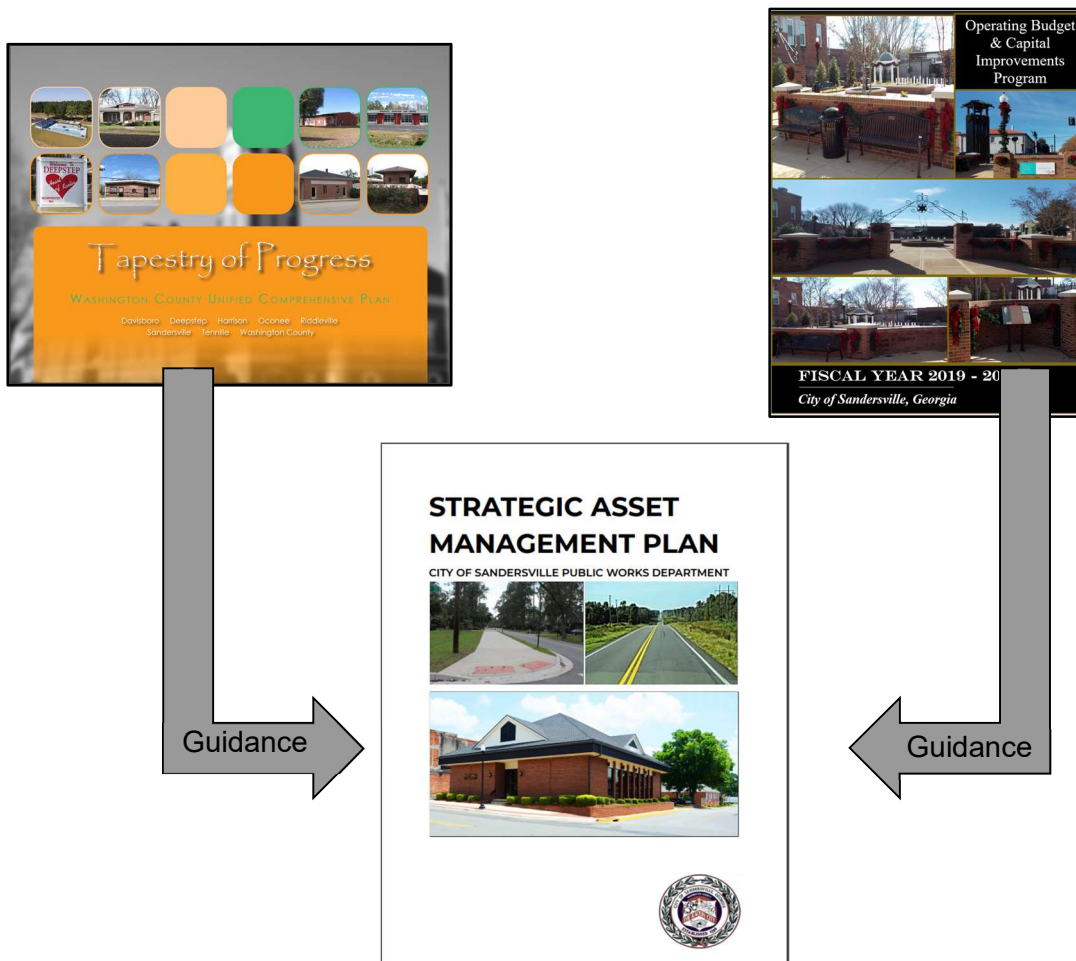 Welcome To
DEEPSTEP
Tapestry of Progress
WASHINGTON COUNTY UNIFIED COMPREHENSIVE PLAN
Davisboro Deepstep Harrison Oconee Riddleville
Sandersville Tennille Washington County
Operating Budget
& Capital
Improvements
Program
FISCAL YEAR 2019 - 20
City of Sandersville, Georgia
Guidance
Guidance
STRATEGIC ASSET
MANAGEMENT PLAN
CITY OF SANDERSVILLE PUBLIC WORKS DEPARTMENT